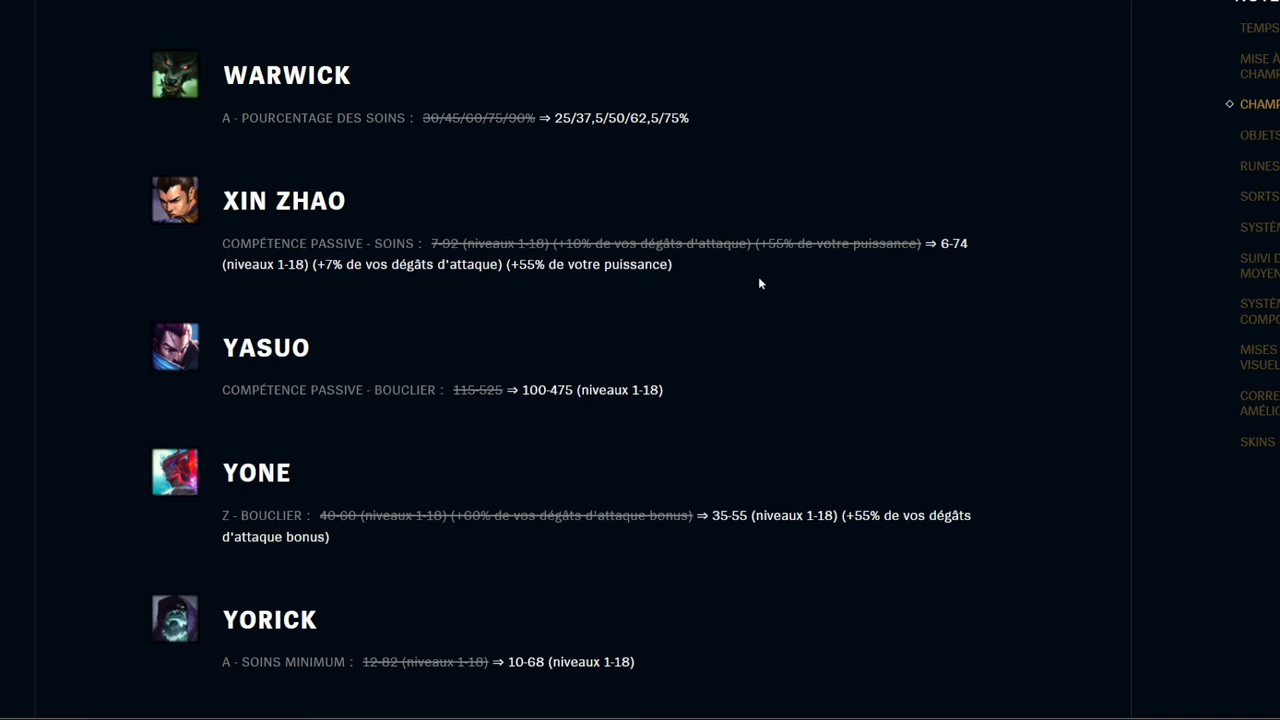 WARWICK
A - POURCENTAGE DES SOINS : 30/45/60/75/90% ⇒ 25/37,5/50/62,5/75%
XIN ZHAO
COMPÉTENCE PASSIVE - SOINS : 7-92 (niveaux 1-18) (+10% de vos dégâts d'attaque) (+55% de votre puissance) ⇒ 6-74
(niveaux 1-18) (+7% de vos dégâts d'attaque) (+55% de votre puissance)
YASUO
COMPÉTENCE PASSIVE - BOUCLIER : 115-525 ⇒ 100-475 (niveaux 1-18)
YONE
Z - BOUCLIER : 40-60 (niveaux 1-18) (+60% de vos dégâts d'attaque bonus) ⇒ 35-55 (niveaux 1-18) (+55% de vos dégâts
d'attaque bonus)
YORICK
A - SOINS MINIMUM : 12-82 (niveaux 1-18) ⇒ 10-68 (niveaux 1-18)
TEMPS
MISE À
CHAMP
CHAMP
OBJETS
RUNES
SORTS
SYSTÈ
SUIVI D
MOYEN
SYSTÈ
COMPO
MISES
VISUEL
CORRE
AMÉLIO
SKINS